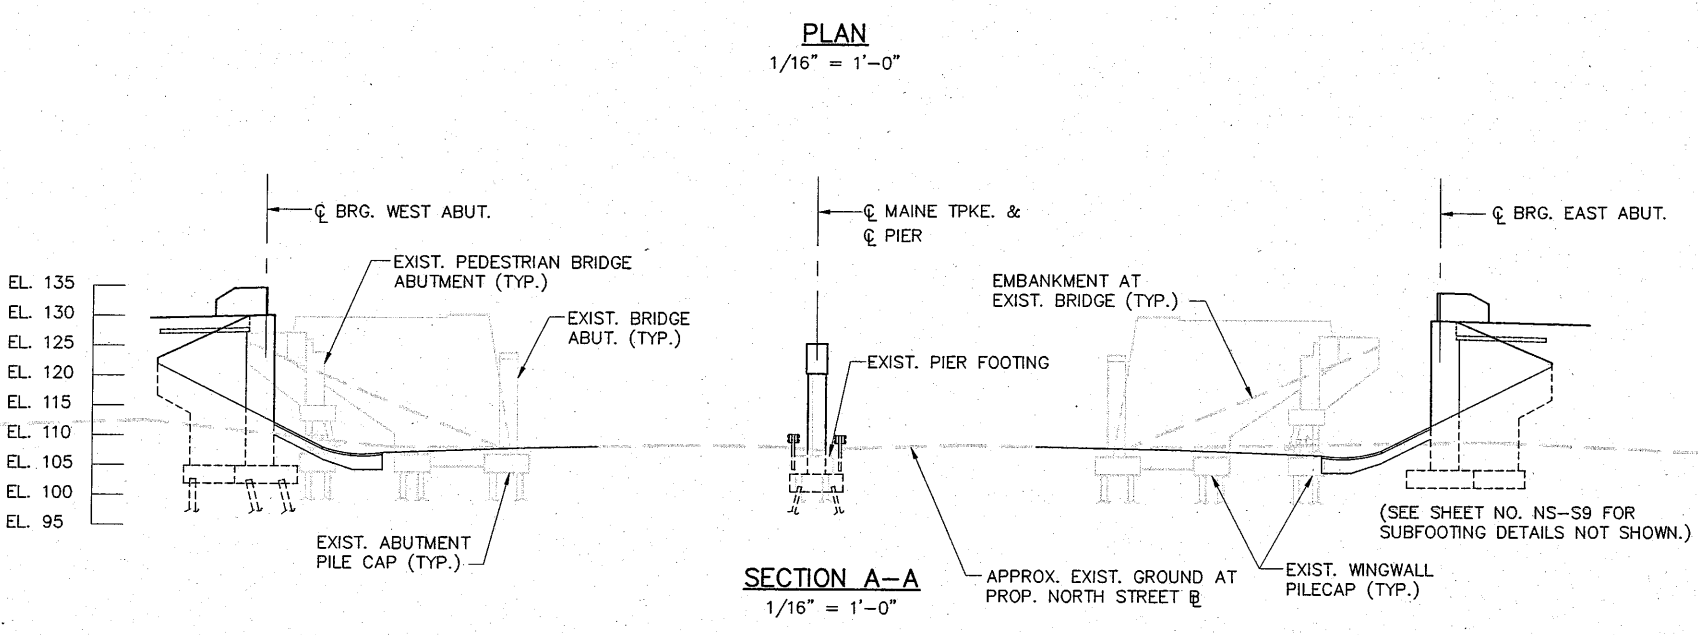 PLAN
1/16" = 1'-0"
℄ BRG. WEST ABUT.
℄ MAINE TPKE. &
℄ PIER
℄ BRG. EAST ABUT.
EXIST. PEDESTRIAN BRIDGE
ABUTMENT (TYP.)
EXIST. BRIDGE
ABUT. (TYP.)
EMBANKMENT AT
EXIST. BRIDGE (TYP.)
EXIST. PIER FOOTING
EL. 135
EL. 130
EL. 125
EL. 120
EL. 115
EL. 110
EL. 105
EL. 100
EL. 95
EXIST. ABUTMENT
PILE CAP (TYP.)
SECTION A-A
1/16" = 1'-0"
APPROX. EXIST. GROUND AT
PROP. NORTH STREET BL
EXIST. WINGWALL
PILECAP (TYP.)
(SEE SHEET NO. NS-S9 FOR
SUBFOOTING DETAILS NOT SHOWN.)